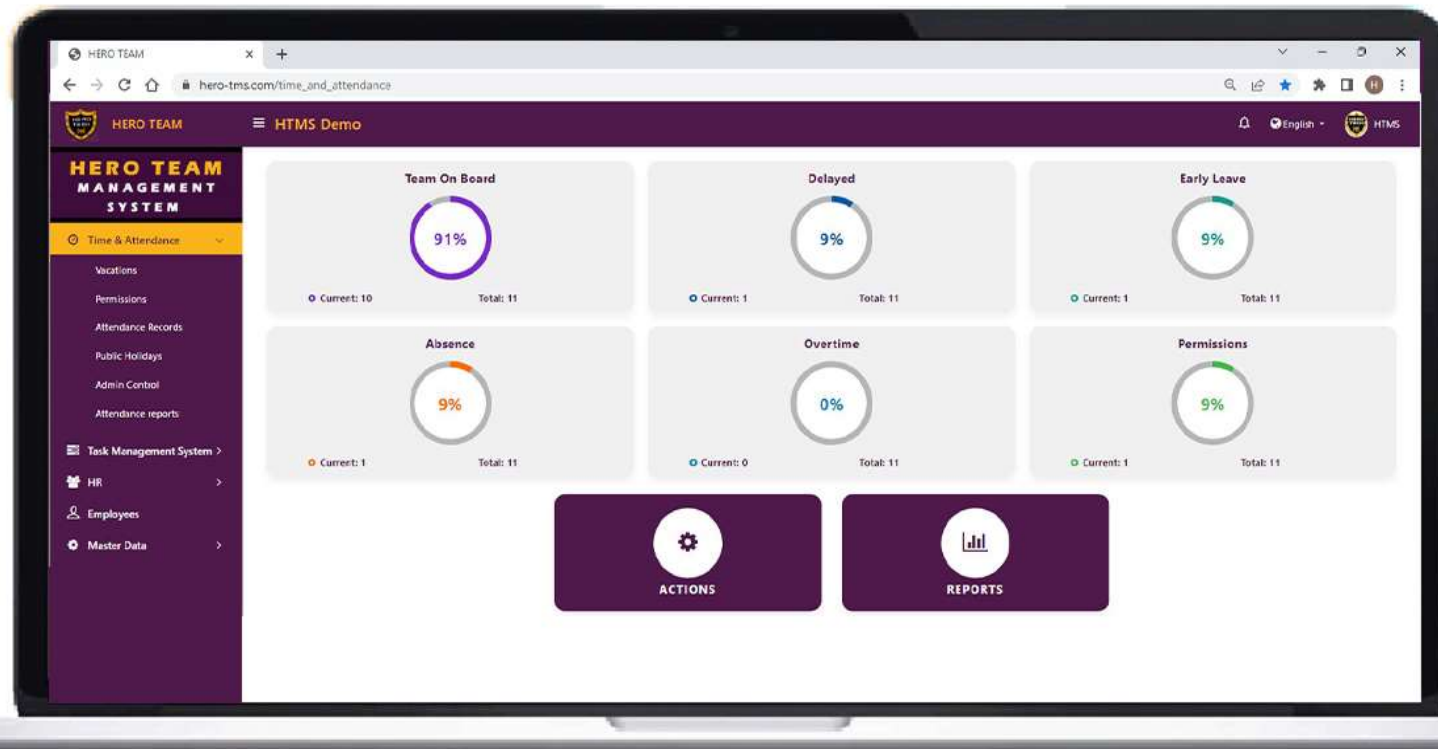 HERO TEAM
hero-tms.com/time_and_attendance
H
HERO TEAM
HTMS Demo
English
HTMS
HERO TEAM
MANAGEMENT
SYSTEM
Time & Attendance
Vacations
Permissions
Attendance Records
Public Holidays
Admin Control
Attendance reports
Task Management System
HR
Employees
Master Data
Team On Board
91%
Current: 10 Total: 11
Delayed
9%
Current: 1 Total: 11
Early Leave
9%
Current: 1 Total: 11
Absence
9%
Current: 1 Total: 11
Overtime
0%
Current: 0 Total: 11
Permissions
9%
Current: 1 Total: 11
ACTIONS
REPORTS